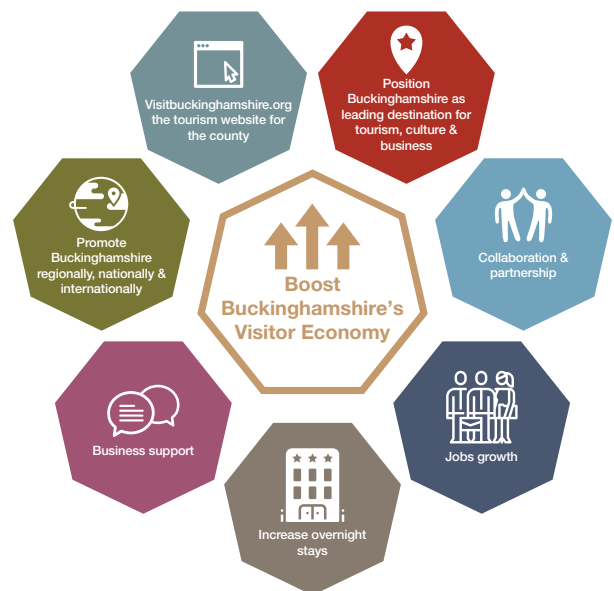 Visitbuckinghamshire.org
the tourism website for
the county
Position
Buckinghamshire as
leading destination for
tourism, culture &
business
Promote
Buckinghamshire
regionally, nationally &
internationally
Boost
Buckinghamshire’s
Visitor Economy
Collaboration &
partnership
Business support
Jobs growth
Increase overnight
stays